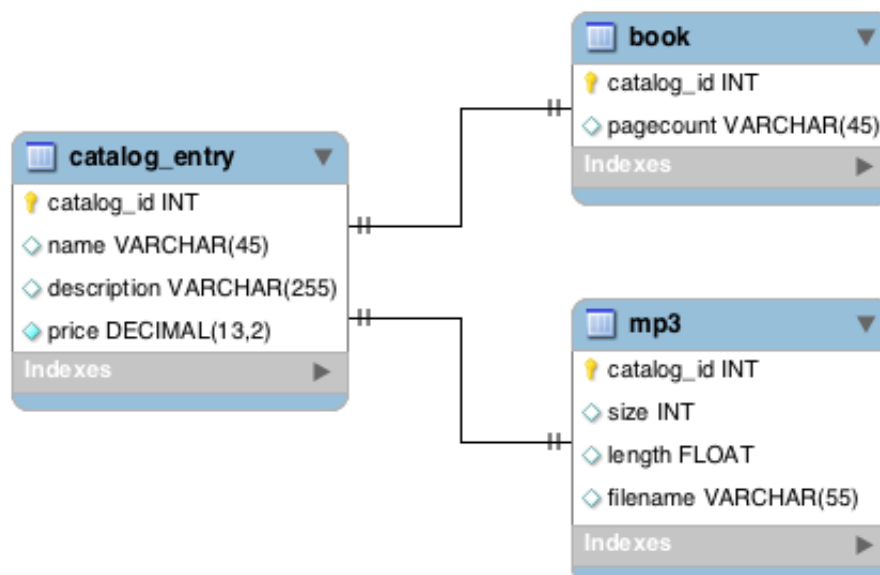 catalog_entry
catalog_id INT
name VARCHAR(45)
description VARCHAR(255)
price DECIMAL(13,2)
Indexes
book
catalog_id INT
pagecount VARCHAR(45)
Indexes
mp3
catalog_id INT
size INT
length FLOAT
filename VARCHAR(55)
Indexes